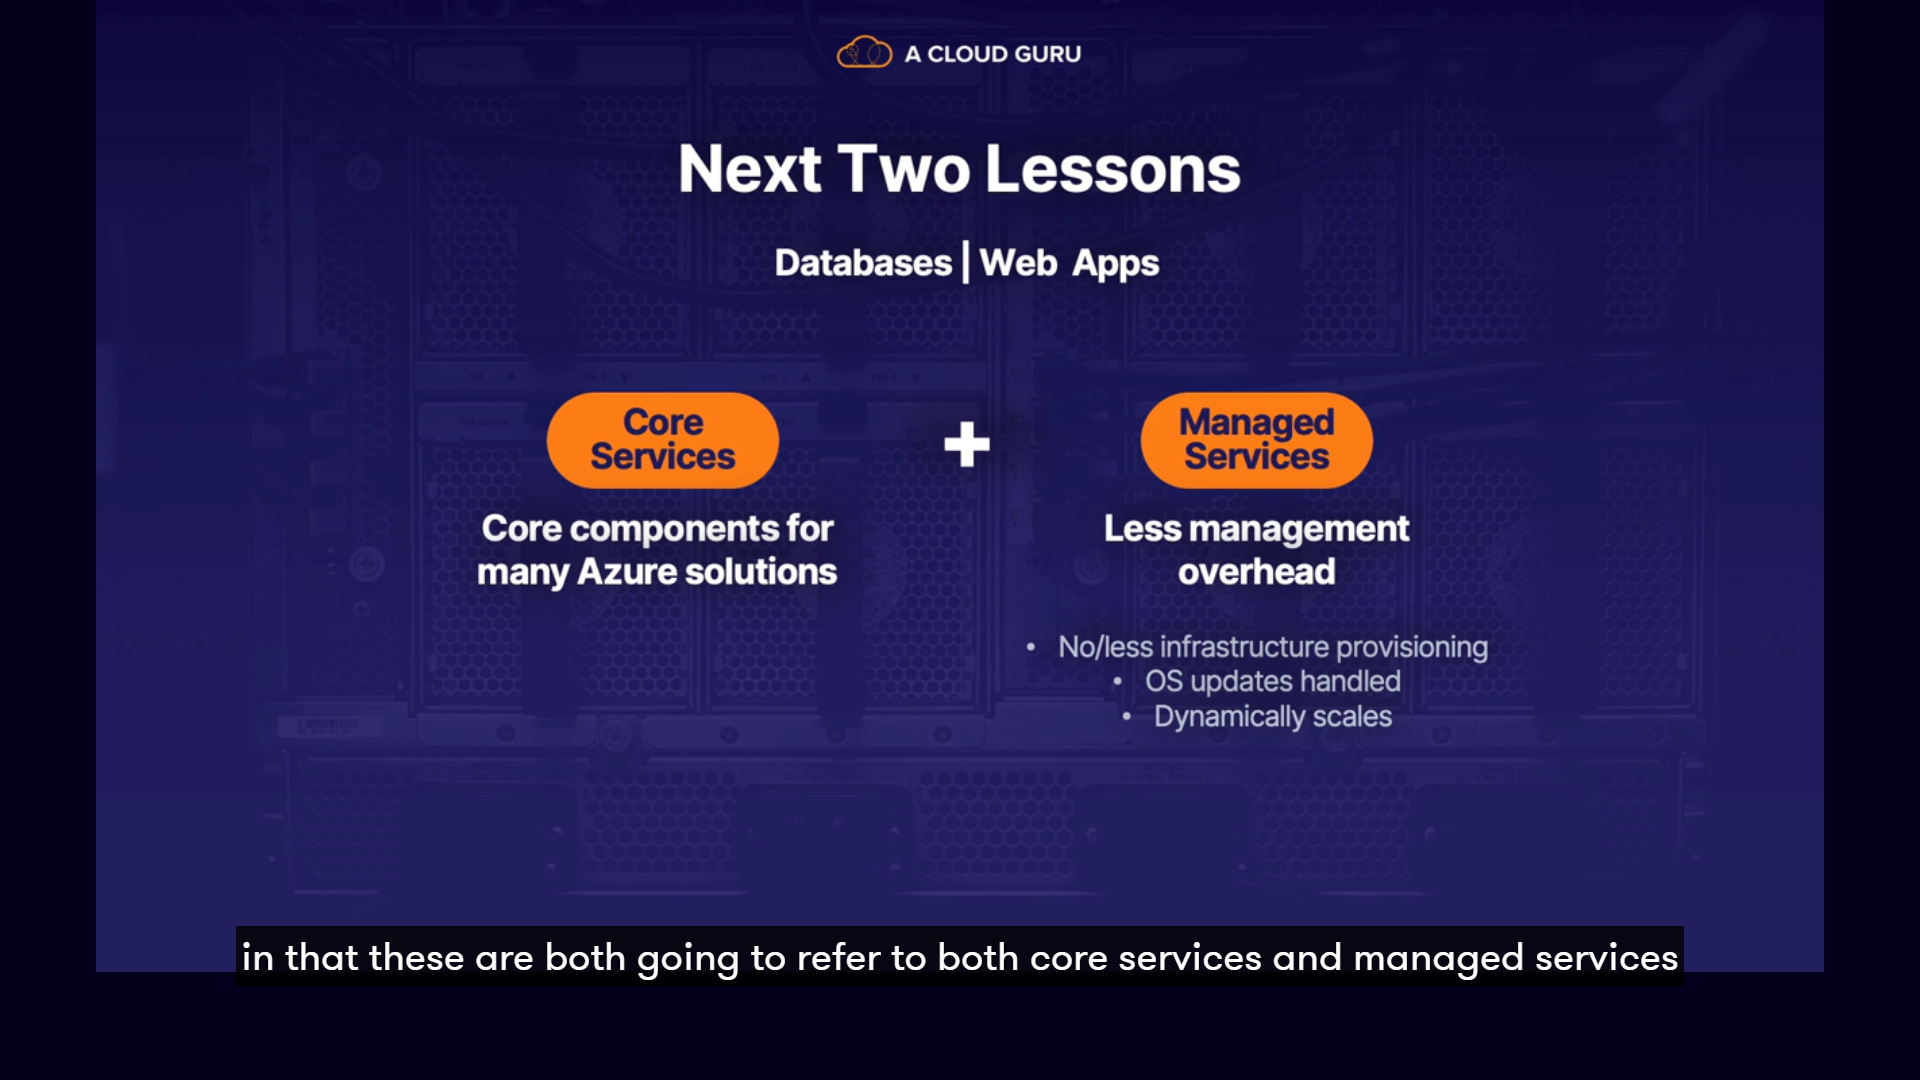 A CLOUD GURU
Next Two Lessons
Databases | Web Apps
Core
Services
+
Managed
Services
Core components for
many Azure solutions
Less management
overhead
• No/less infrastructure provisioning
• OS updates handled
• Dynamically scales
in that these are both going to refer to both core services and managed services